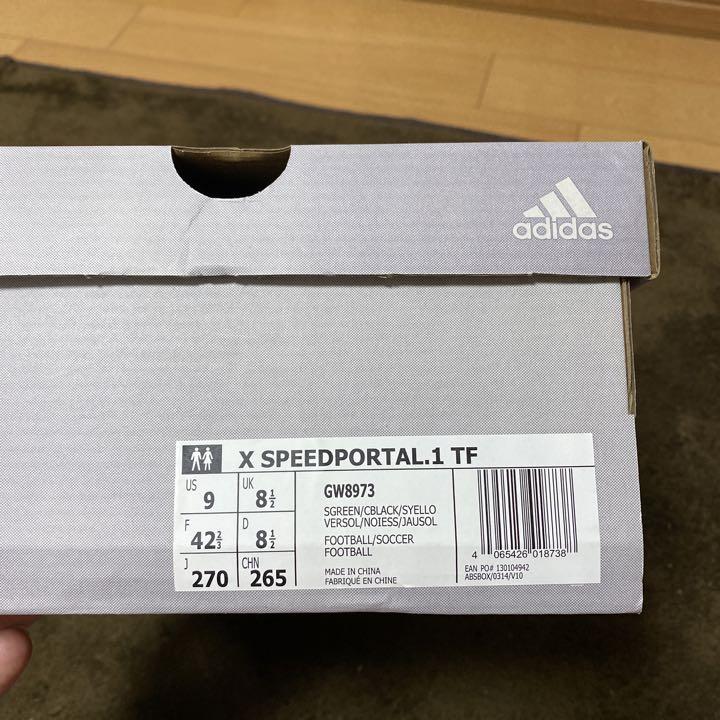 adidas
X SPEEDPORTAL.1 TF
US 9 UK 8½
F 42⅔ D 8½
J 270 CHN 265
GW8973
SGREEN/CBLACK/SYELLO
VERSOL/NOIESS/JAUSOL
FOOTBALL/SOCCER
FOOTBALL
MADE IN CHINA
FABRIQUÉ EN CHINE
4 065426 018738
EAN PO# 130104942
ABSBOX/0314/V10